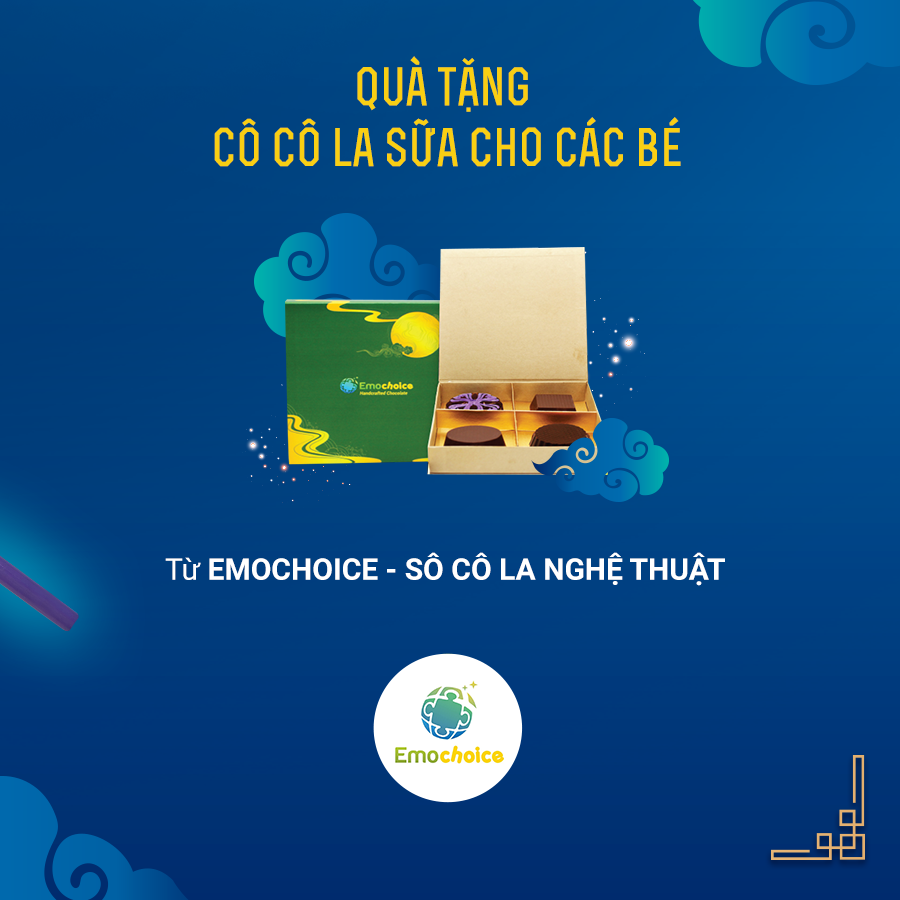 QUÀ TẶNG
CÔ CÔ LA SỮA CHO CÁC BÉ
Emochoice
Handcrafted Chocolate
Từ EMOCHOICE - SÔ CÔ LA NGHỆ THUẬT
Emochoice